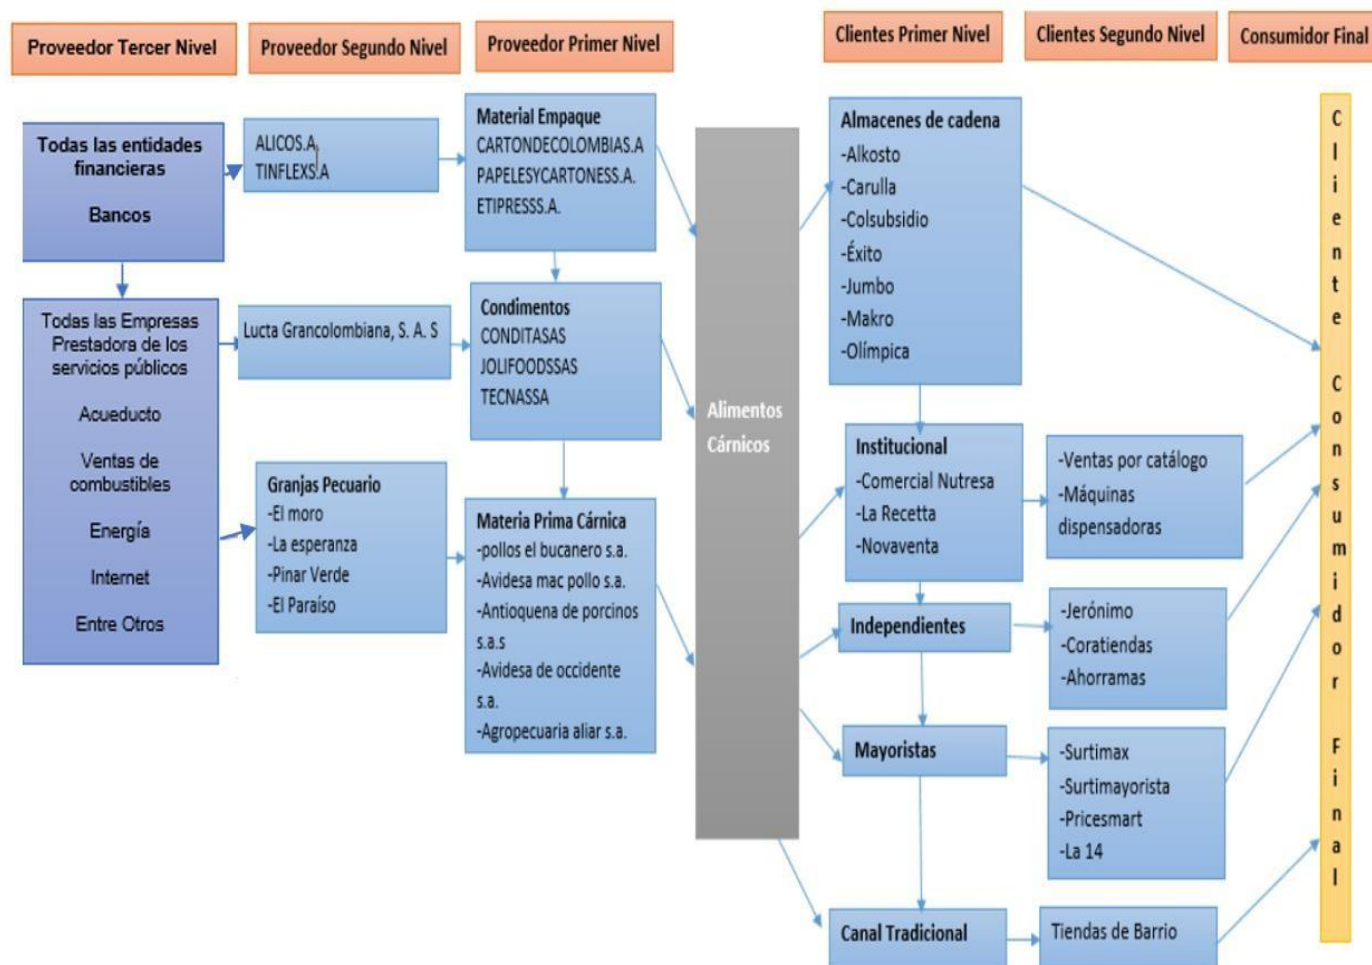 Proveedor Tercer Nivel
Proveedor Segundo Nivel
Proveedor Primer Nivel
Clientes Primer Nivel
Clientes Segundo Nivel
Consumidor Final
Todas las entidades
financieras
Bancos
Todas las Empresas
Prestadora de los
servicios públicos
Acueducto
Ventas de
combustibles
Energía
Internet
Entre Otros
ALICOS.A
TINFLEXS.A
Lucta Grancolombiana, S. A. S
Granjas Pecuario
-El moro
-La esperanza
-Pinar Verde
-El Paraíso
Material Empaque
CARTONDECOLOMBIAS.A
PAPELESYCARTONESS.A.
ETIPRESSS.A.
Condimentos
CONDITASAS
JOLIFOODSSAS
TECNASSA
Materia Prima Cárnica
-pollos el bucanero s.a.
-Avidesa mac pollo s.a.
-Antioquena de porcinos
s.a.s
-Avidesa de occidente
s.a.
-Agropecuaria aliar s.a.
Alimentos
Cárnicos
Almacenes de cadena
-Alkosto
-Carulla
-Colsubsidio
-Éxito
-Jumbo
-Makro
-Olímpica
Institucional
-Comercial Nutresa
-La Recetta
-Novaventa
Independientes
Mayoristas
Canal Tradicional
-Ventas por catálogo
-Máquinas
dispensadoras
-Jerónimo
-Coratiendas
-Ahorramas
-Surtimax
-Surtimayorista
-Pricesmart
-La 14
Tiendas de Barrio
Cliente Consumidor Final